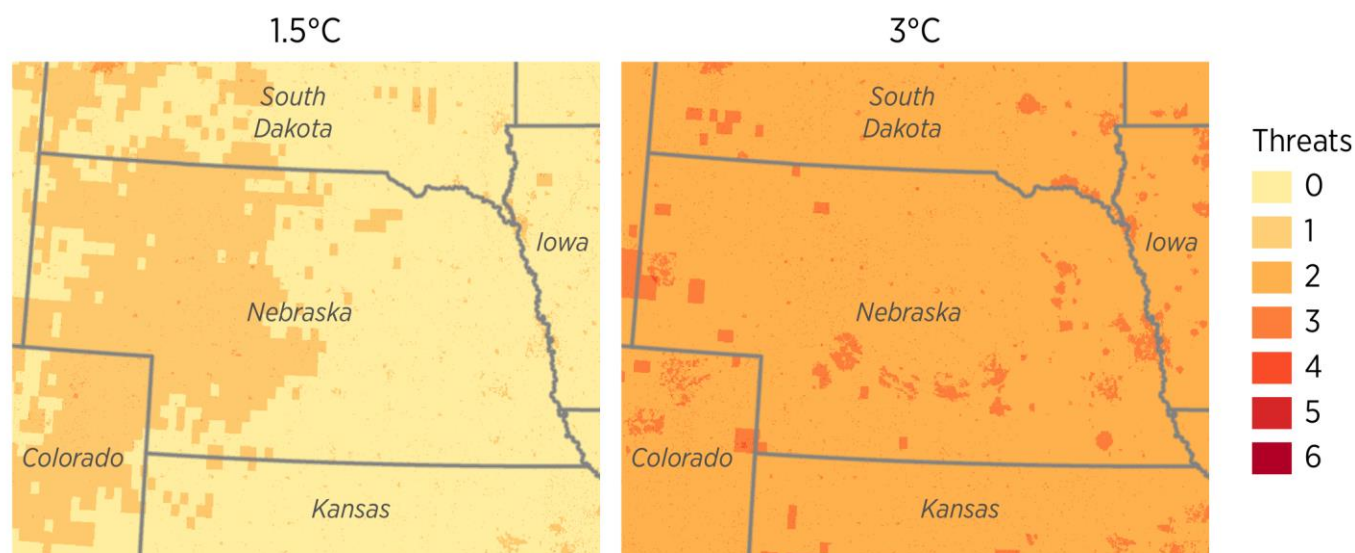 1.5°C
South
Dakota
Iowa
Nebraska
Colorado
Kansas
3°C
South
Dakota
Iowa
Nebraska
Colorado
Kansas
Threats
0
1
2
3
4
5
6